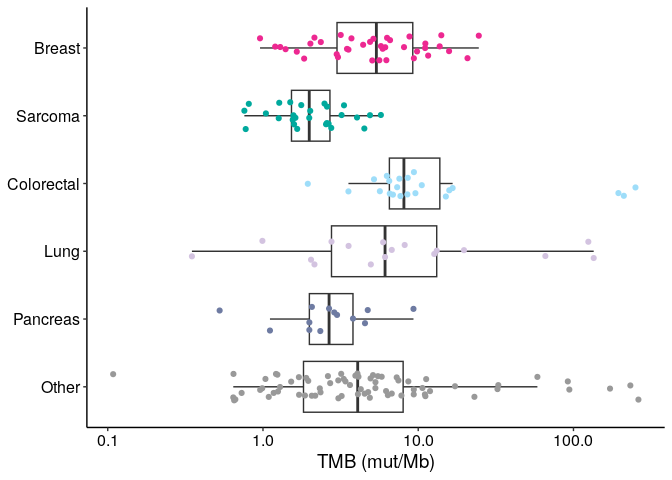 Breast
Sarcoma
Colorectal
Lung
Pancreas
Other
0.1 1.0 10.0 100.0
TMB (mut/Mb)